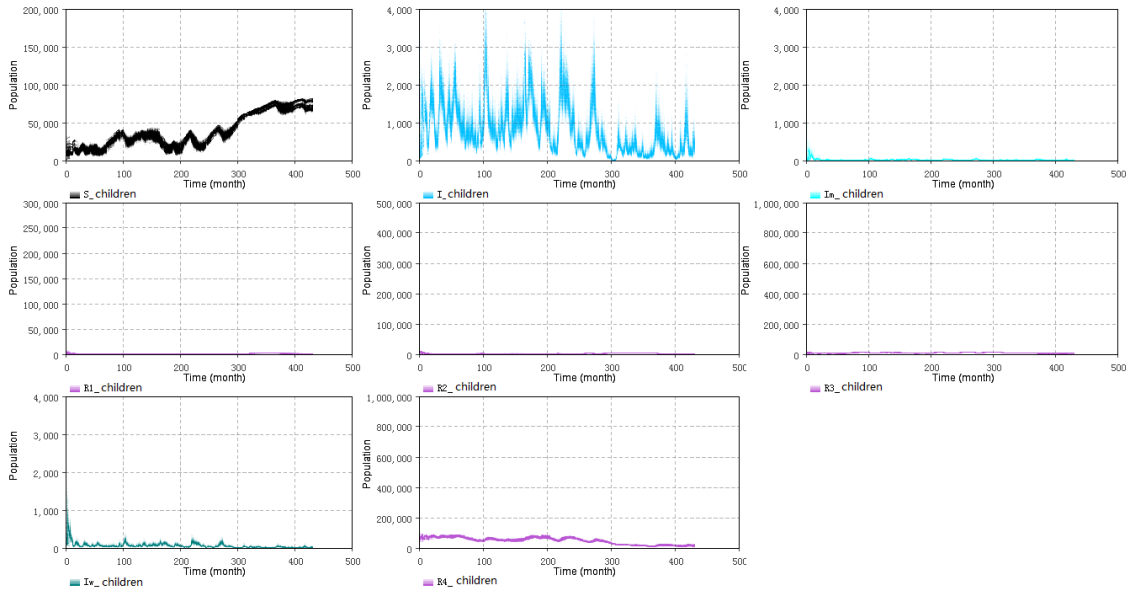 Population
200,000
150,000
100,000
50,000
0
0 100 200 300 400 500
Time (month)
S_children
Population
4,000
3,000
2,000
1,000
0
0 100 200 300 400 500
Time (month)
I_children
Population
4,000
3,000
2,000
1,000
0
0 100 200 300 400 500
Time (month)
Im_children
Population
300,000
250,000
200,000
150,000
100,000
50,000
0
0 100 200 300 400 500
Time (month)
R1_children
Population
500,000
400,000
300,000
200,000
100,000
0
0 100 200 300 400 500
Time (month)
R2_children
Population
1,000,000
800,000
600,000
400,000
200,000
0
0 100 200 300 400 500
Time (month)
R3_children
Population
4,000
3,000
2,000
1,000
0
0 100 200 300 400 500
Time (month)
Iw_children
Population
1,000,000
800,000
600,000
400,000
200,000
0
0 100 200 300 400 500
Time (month)
R4_children